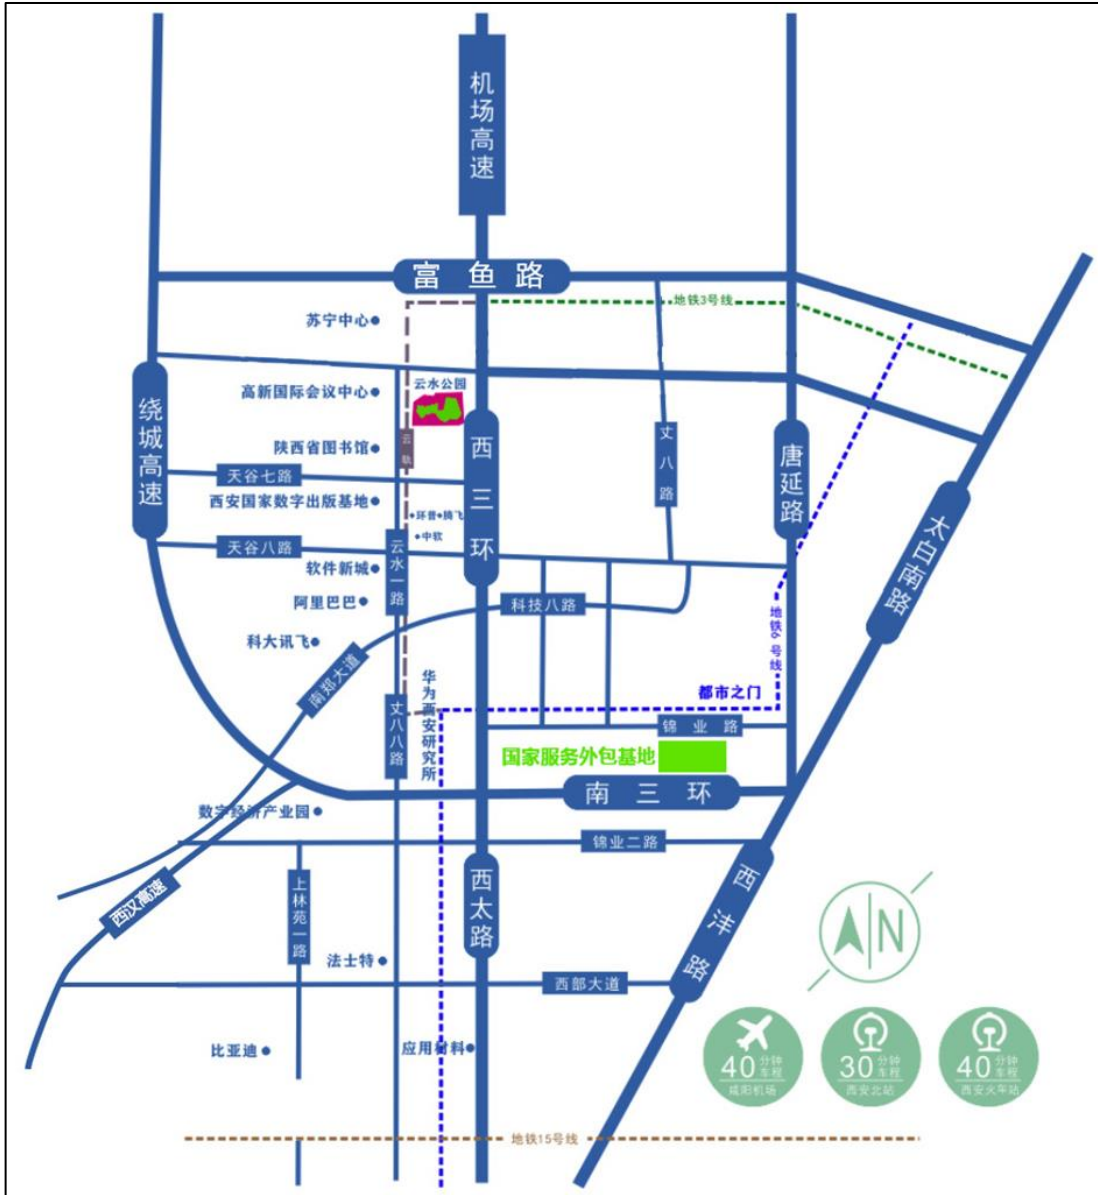 机场高速
富鱼路
地铁3号线
苏宁中心
高新国际会议中心
云水公园
绕城高速
西三环
丈八路
唐延路
云轨
陕西省图书馆
天谷七路
西安国家数字出版基地
环普
腾飞
中软
太白南路
天谷八路
云水一路
软件新城
阿里巴巴
科技八路
地铁6号线
科大讯飞
南郑大道
华为西安研究所
丈八八路
都市之门
锦业路
国家服务外包基地
南三环
数字经济产业园
锦业二路
西汉高速
上林苑一路
西太路
西沣路
N
法士特
西部大道
比亚迪
应用材料
40分钟车程
咸阳机场
30分钟车程
西安北站
40分钟车程
西安火车站
地铁15号线